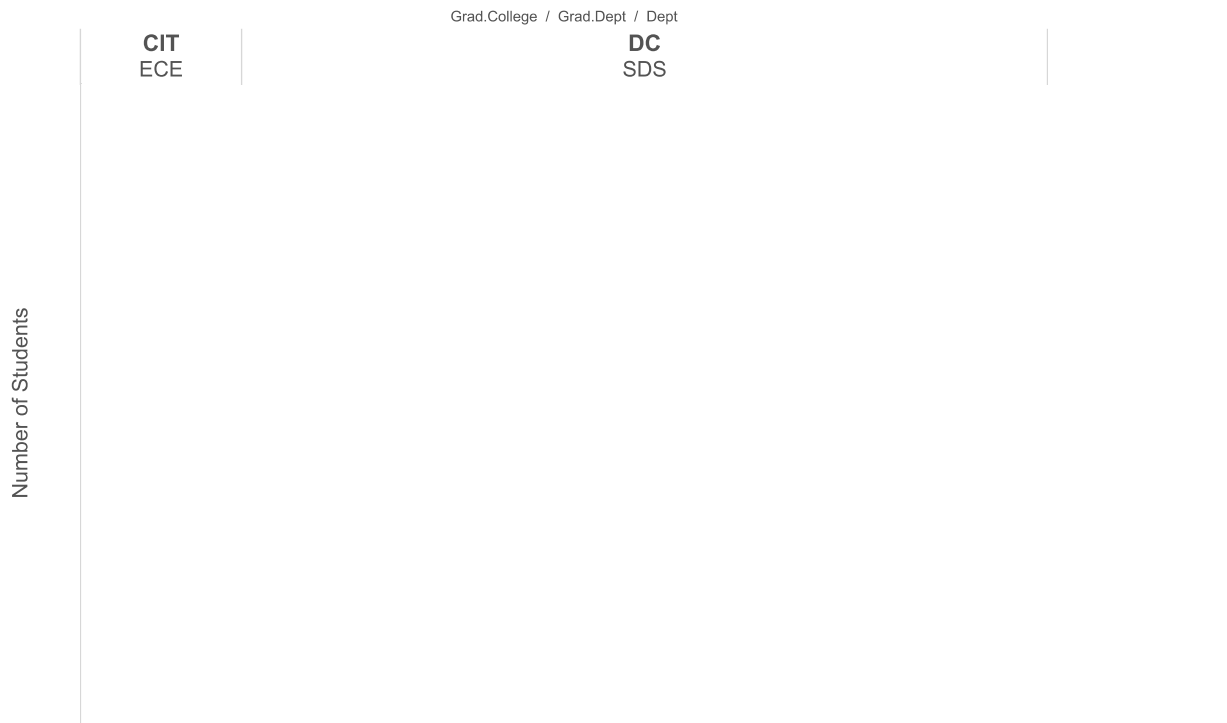 Grad.College / Grad.Dept / Dept
CIT
DC
ECE
SDS
Number of Students